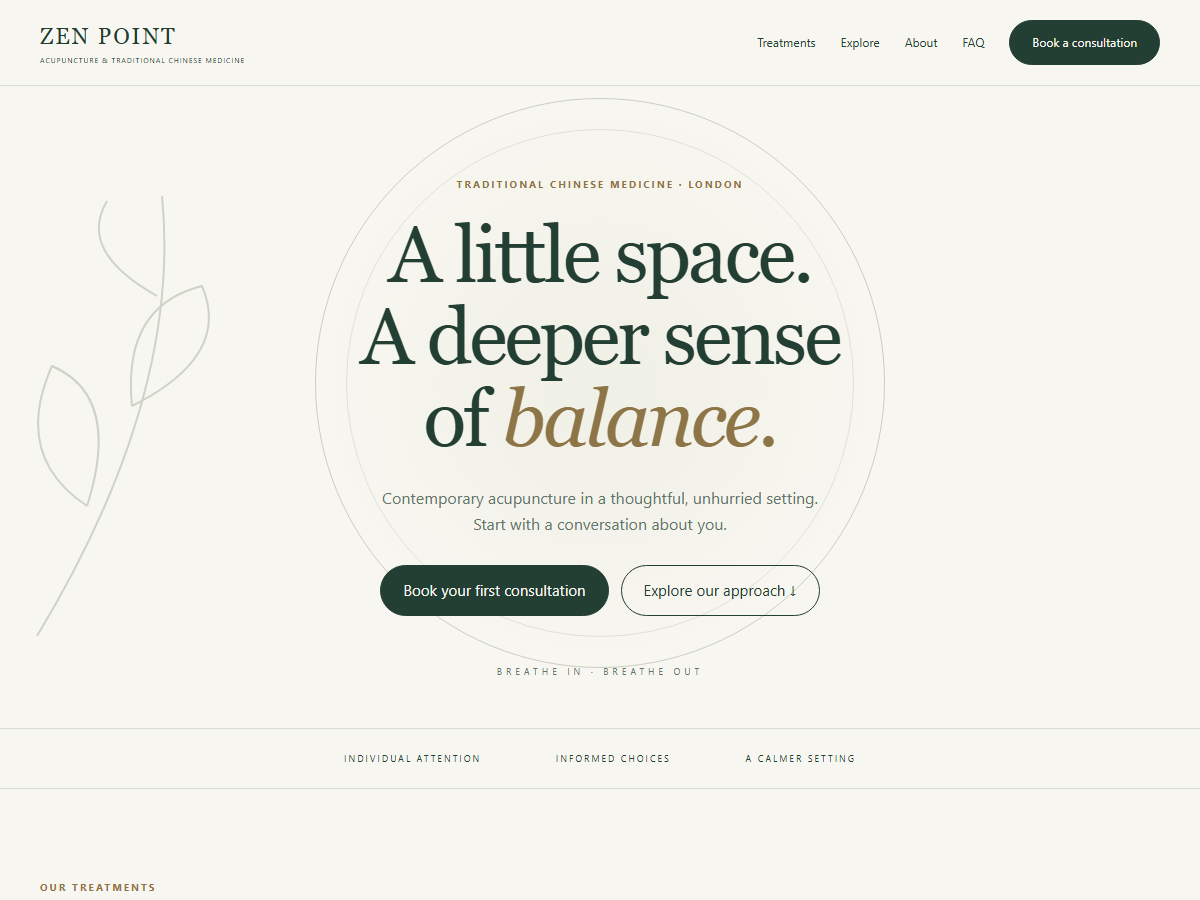 ZEN POINT
ACUPUNCTURE & TRADITIONAL CHINESE MEDICINE
Treatments
Explore
About
FAQ
Book a consultation
TRADITIONAL CHINESE MEDICINE · LONDON
A little space.
A deeper sense
of balance.
Contemporary acupuncture in a thoughtful, unhurried setting.
Start with a conversation about you.
Book your first consultation
Explore our approach ↓
BREATHE IN · BREATHE OUT
INDIVIDUAL ATTENTION
INFORMED CHOICES
A CALMER SETTING
OUR TREATMENTS